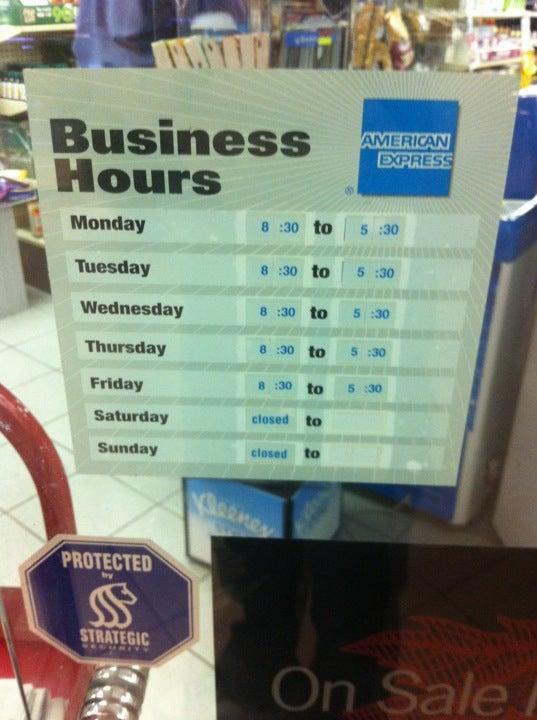 Business
Hours
AMERICAN
EXPRESS
®
Monday 8 :30 to 5 :30
Tuesday 8 :30 to 5 :30
Wednesday 8 :30 to 5 :30
Thursday 8 :30 to 5 :30
Friday 8 :30 to 5 :30
Saturday closed to
Sunday closed to
Kleenex
PROTECTED
by
STRATEGIC
SECURITY
On Sale